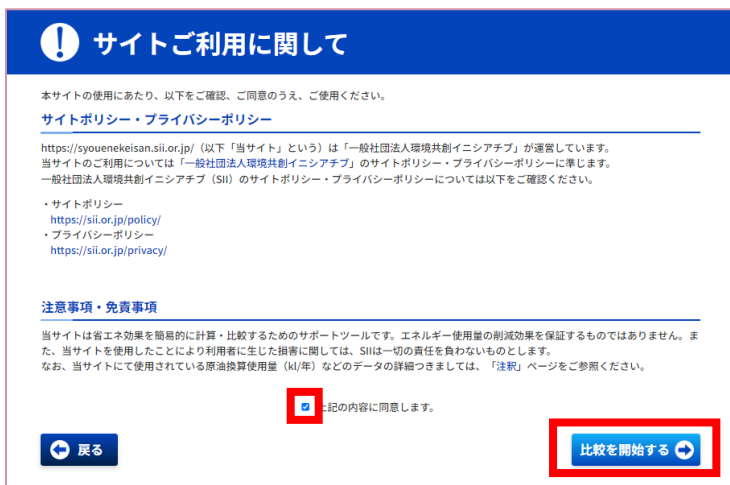 サイトご利用に関して
本サイトの使用にあたり、以下をご確認、ご同意のうえ、ご使用ください。
サイトポリシー・プライバシーポリシー
https://syouenekeisan.sii.or.jp/（以下「当サイト」という）は「一般社団法人環境共創イニシアチブ」が運営しています。
当サイトのご利用については「一般社団法人環境共創イニシアチブ」のサイトポリシー・プライバシーポリシーに準じます。
一般社団法人環境共創イニシアチブ（SII）のサイトポリシー・プライバシーポリシーについては以下をご確認ください。
・サイトポリシー
https://sii.or.jp/policy/
・プライバシーポリシー
https://sii.or.jp/privacy/
注意事項・免責事項
当サイトは省エネ効果を簡易的に計算・比較するためのサポートツールです。エネルギー使用量の削減効果を保証するものではありません。ま
た、当サイトを使用したことにより利用者に生じた損害に関しては、SIIは一切の責任を負わないものとします。
なお、当サイトにて使用されている原油換算使用量（kl/年）などのデータの詳細つきましては、「注釈」ページをご参照ください。
上記の内容に同意します。
戻る
比較を開始する